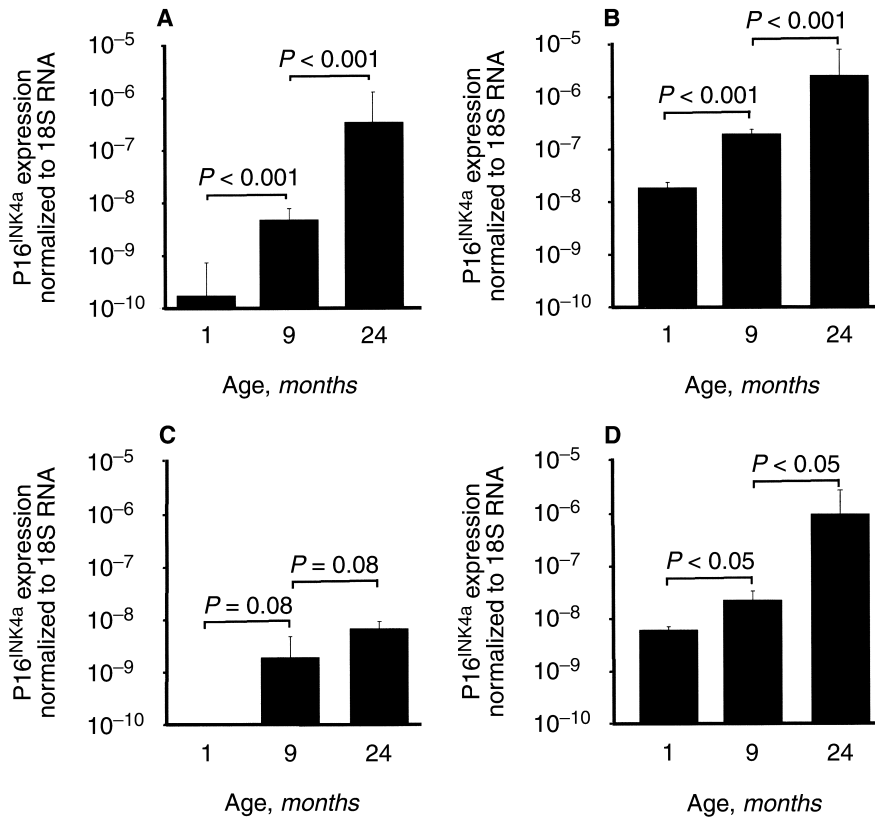 A
P16^INK4a expression
normalized to 18S RNA
10–5
10–6
10–7
10–8
10–9
10–10
P < 0.001
P < 0.001
1 9 24
Age, months
B
P16^INK4a expression
normalized to 18S RNA
10–5
10–6
10–7
10–8
10–9
10–10
P < 0.001
P < 0.001
1 9 24
Age, months
C
P16^INK4a expression
normalized to 18S RNA
10–5
10–6
10–7
10–8
10–9
10–10
P = 0.08
P = 0.08
1 9 24
Age, months
D
P16^INK4a expression
normalized to 18S RNA
10–5
10–6
10–7
10–8
10–9
10–10
P < 0.05
P < 0.05
1 9 24
Age, months